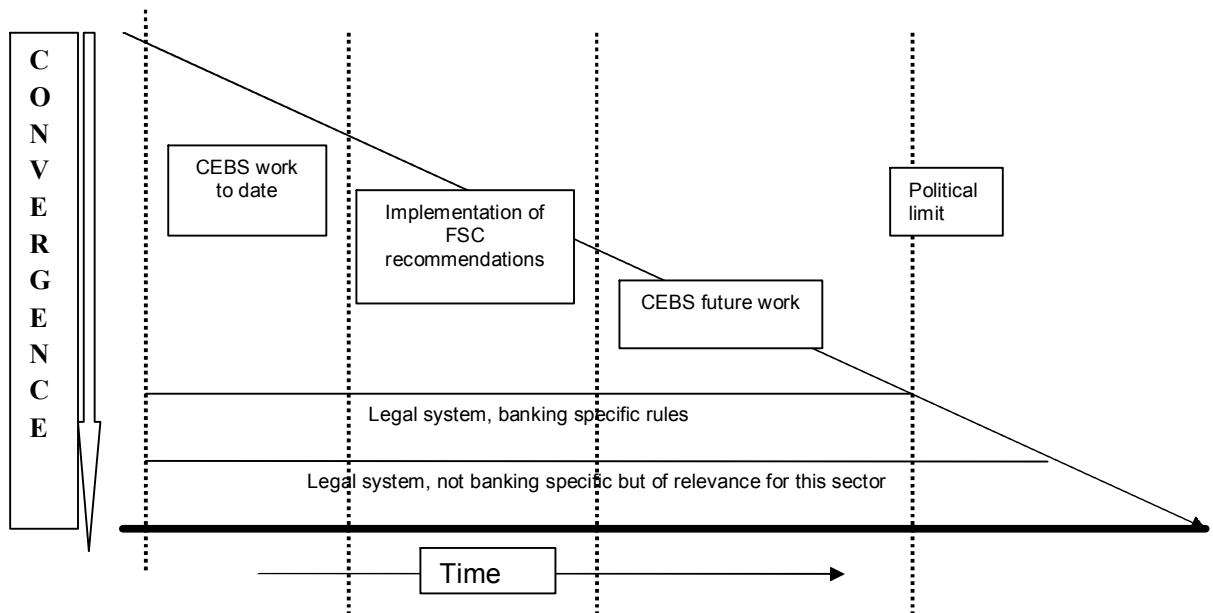 CONVERGENCE
CEBS work
to date
Implementation of
FSC
recommendations
CEBS future work
Political
limit
Legal system, banking specific rules
Legal system, not banking specific but of relevance for this sector
Time